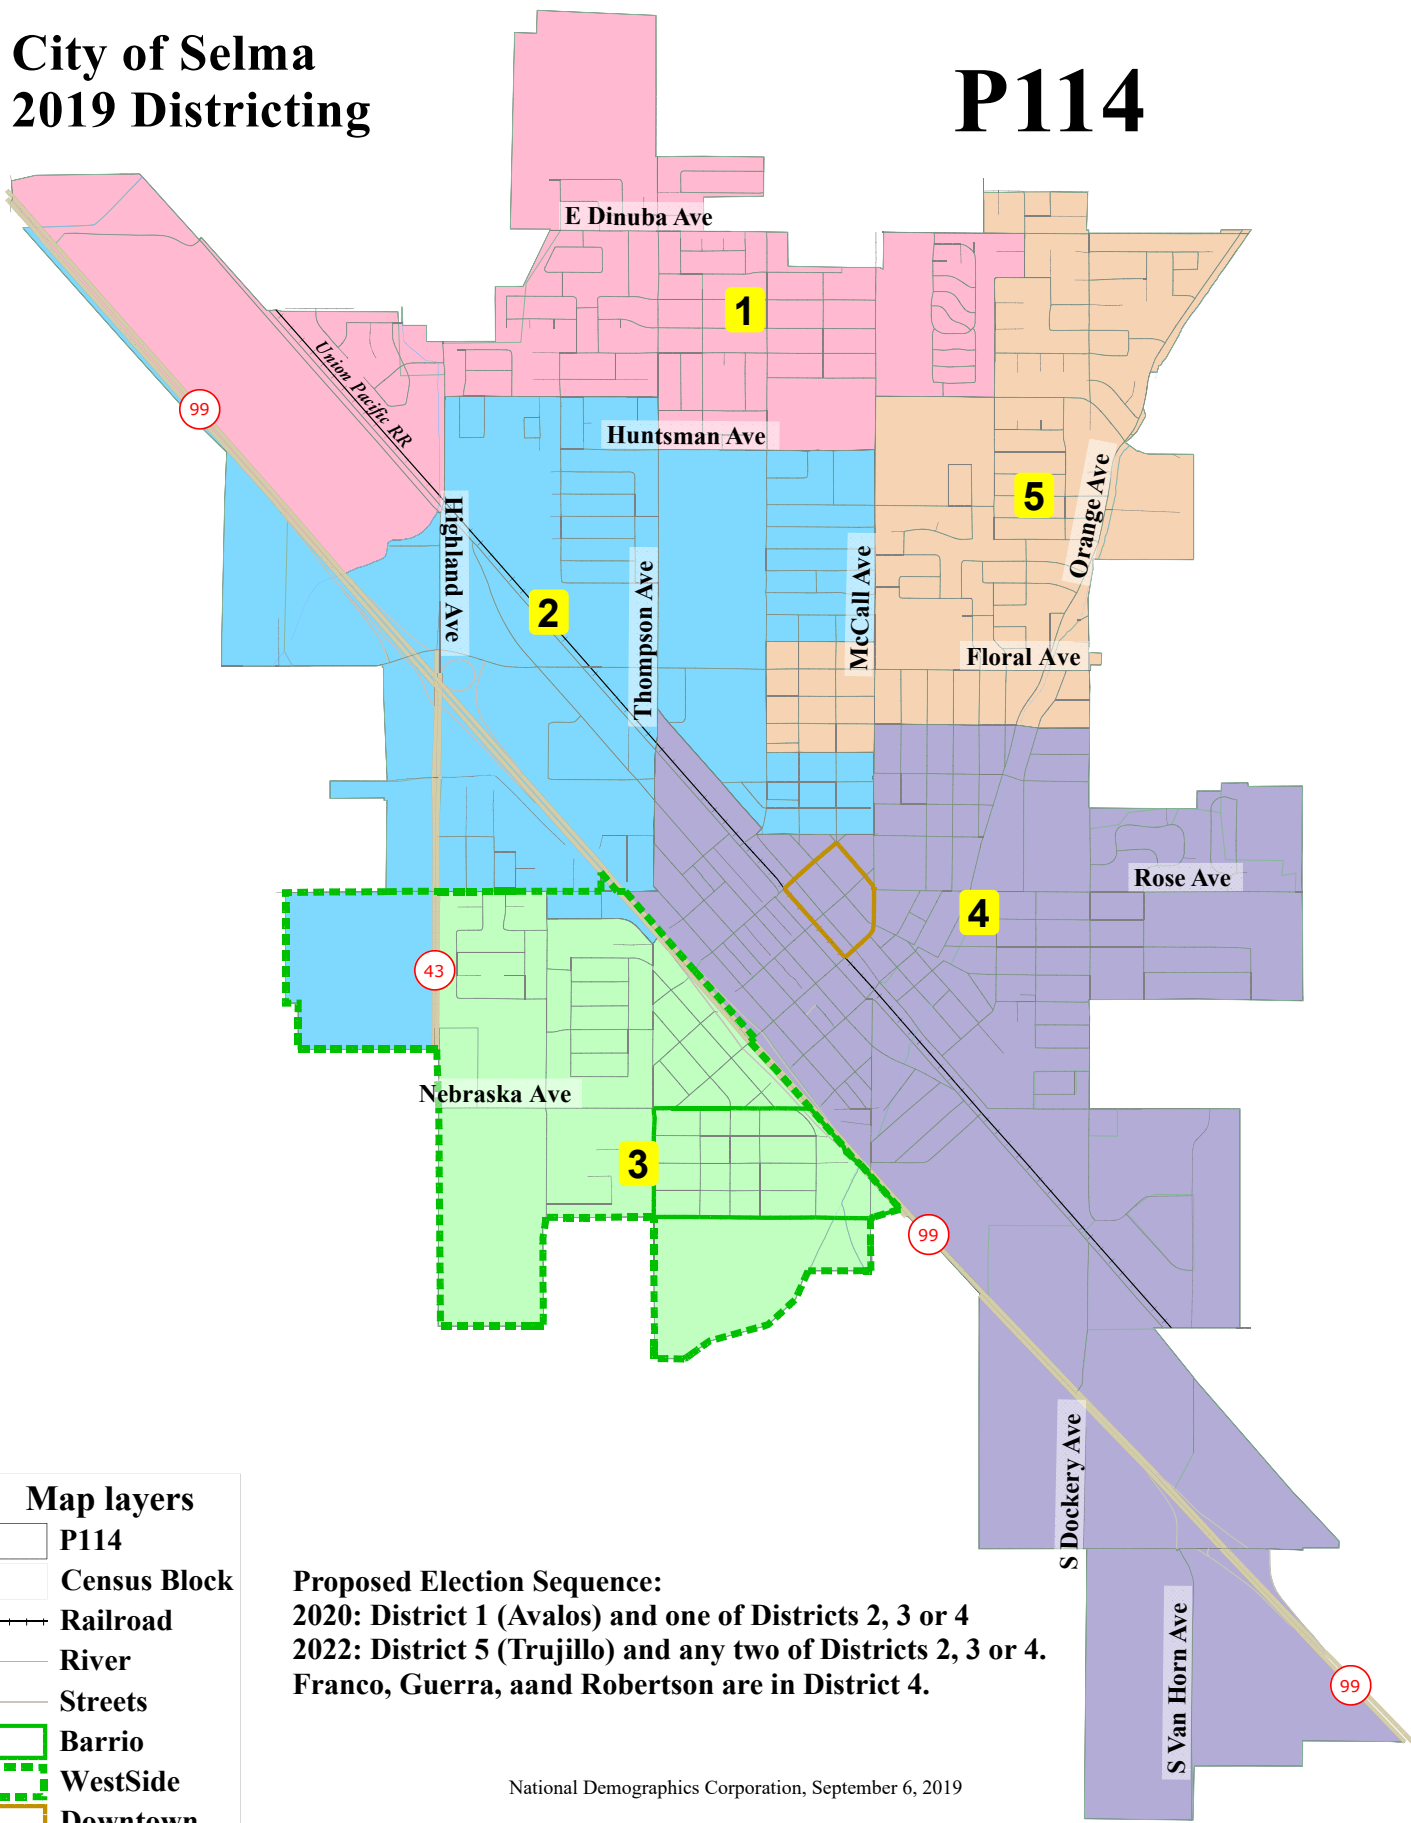 City of Selma
2019 Districting
P114
E Dinuba Ave
1
Union Pacific RR
99
Huntsman Ave
5
Orange Ave
Highland Ave
2
Thompson Ave
McCall Ave
Floral Ave
Rose Ave
4
43
Nebraska Ave
3
99
S Dockery Ave
S Van Horn Ave
99
Map layers
P114
Census Block
Railroad
River
Streets
Barrio
WestSide
Downtown
Proposed Election Sequence:
2020: District 1 (Avalos) and one of Districts 2, 3 or 4
2022: District 5 (Trujillo) and any two of Districts 2, 3 or 4.
Franco, Guerra, aand Robertson are in District 4.
National Demographics Corporation, September 6, 2019